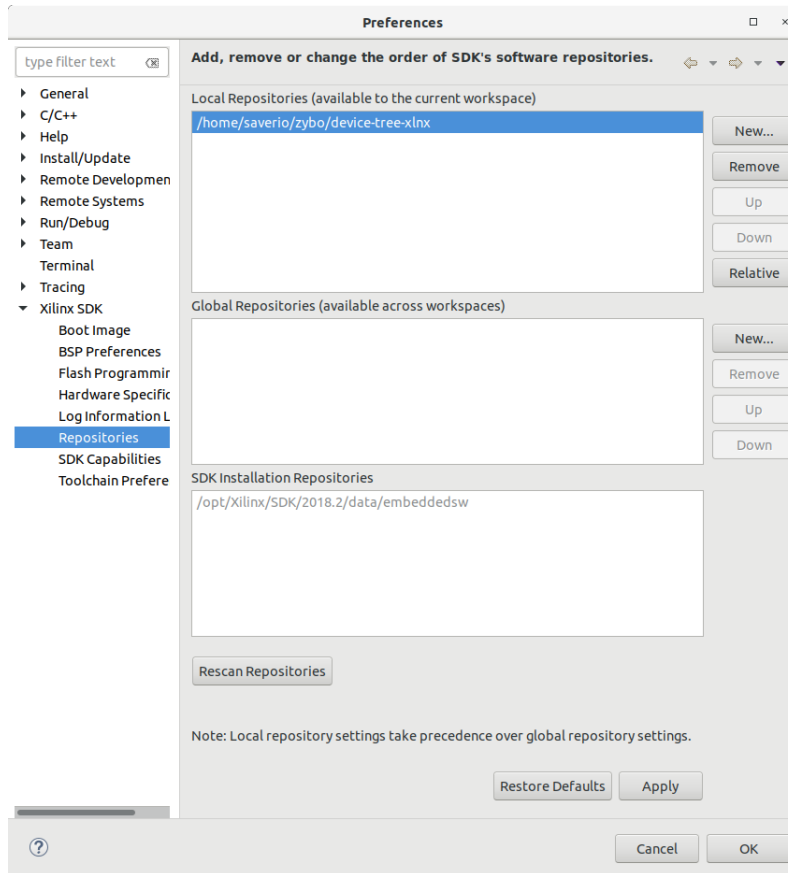 Preferences
type filter text
Add, remove or change the order of SDK's software repositories.
General
C/C++
Help
Install/Update
Remote Developmen
Remote Systems
Run/Debug
Team
Terminal
Tracing
Xilinx SDK
Boot Image
BSP Preferences
Flash Programmir
Hardware Specific
Log Information L
Repositories
SDK Capabilities
Toolchain Prefere
Local Repositories (available to the current workspace)
/home/saverio/zybo/device-tree-xlnx
New...
Remove
Up
Down
Relative
Global Repositories (available across workspaces)
New...
Remove
Up
Down
SDK Installation Repositories
/opt/Xilinx/SDK/2018.2/data/embeddedsw
Rescan Repositories
Note: Local repository settings take precedence over global repository settings.
Restore Defaults
Apply
?
Cancel
OK